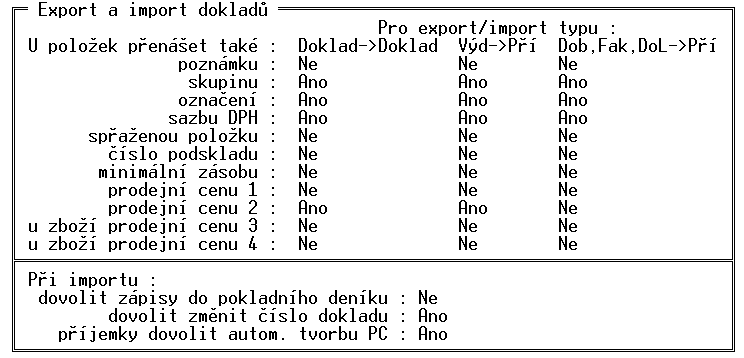 Export a import dokladů
Pro export/import typu :
U položek přenášet také : Doklad->Doklad Výd->Pří Dob,Fak,DoL->Pří
poznámku : Ne Ne Ne
skupinu : Ano Ano Ano
označení : Ano Ano Ano
sazbu DPH : Ano Ano Ano
spřaženou položku : Ne Ne Ne
číslo podskladu : Ne Ne Ne
minimální zásobu : Ne Ne Ne
prodejní cenu 1 : Ne Ne Ne
prodejní cenu 2 : Ano Ano Ne
u zboží prodejní cenu 3 : Ne Ne Ne
u zboží prodejní cenu 4 : Ne Ne Ne
Při importu :
dovolit zápisy do pokladního deníku : Ne
dovolit změnit číslo dokladu : Ano
příjemky dovolit autom. tvorbu PC : Ano